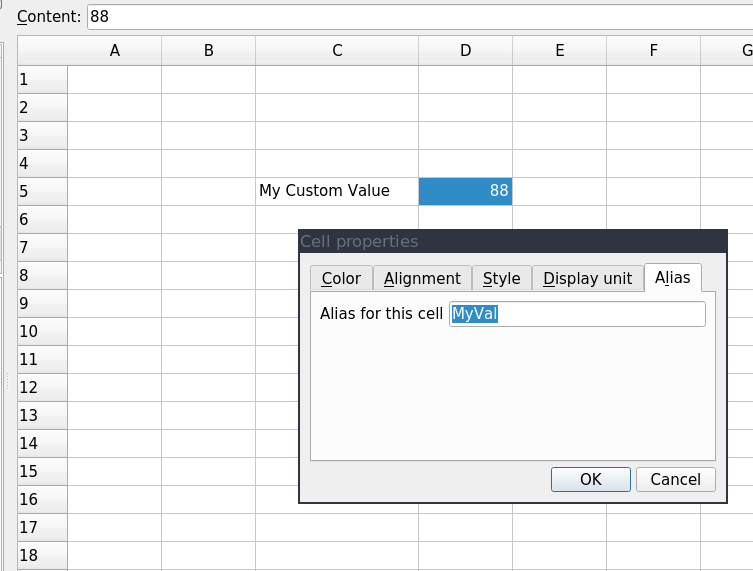 Content: 88
A B C D E F G
1
2
3
4
5 My Custom Value 88
6
7
Cell properties
8
Color Alignment Style Display unit Alias
9
Alias for this cell MyVal
10
11
12
13
14
15
16
OK Cancel
17
18